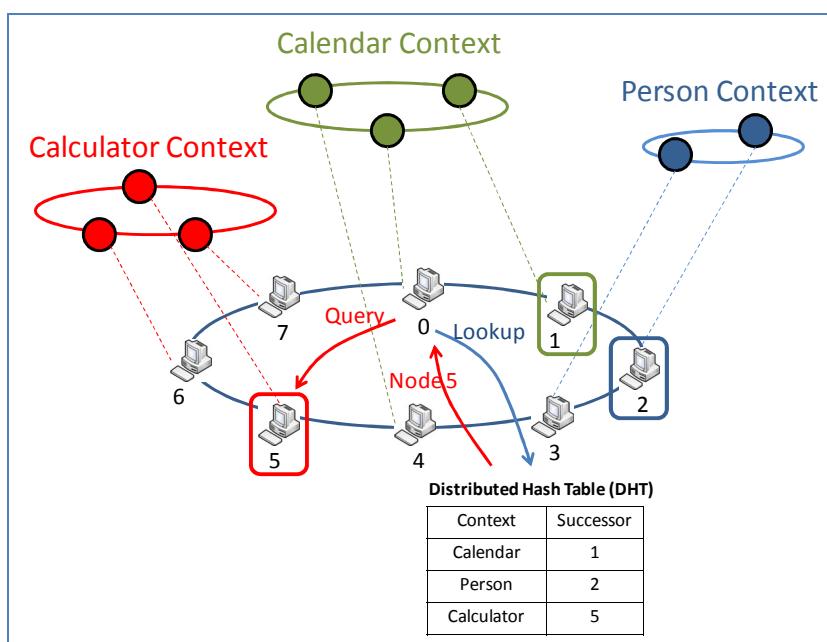 Calendar Context
Person Context
Calculator Context
7
Query
0
Lookup
1
6
Node 5
2
5
4
3
Distributed Hash Table (DHT)
Context Successor
Calendar 1
Person 2
Calculator 5